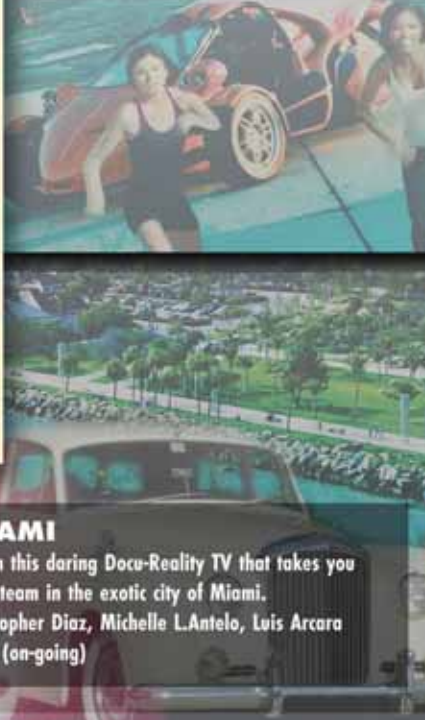 AMI
this daring Docu-Reality TV that takes you
team in the exotic city of Miami.
opher Diaz, Michelle L.Antelo, Luis Arcara
(on-going)